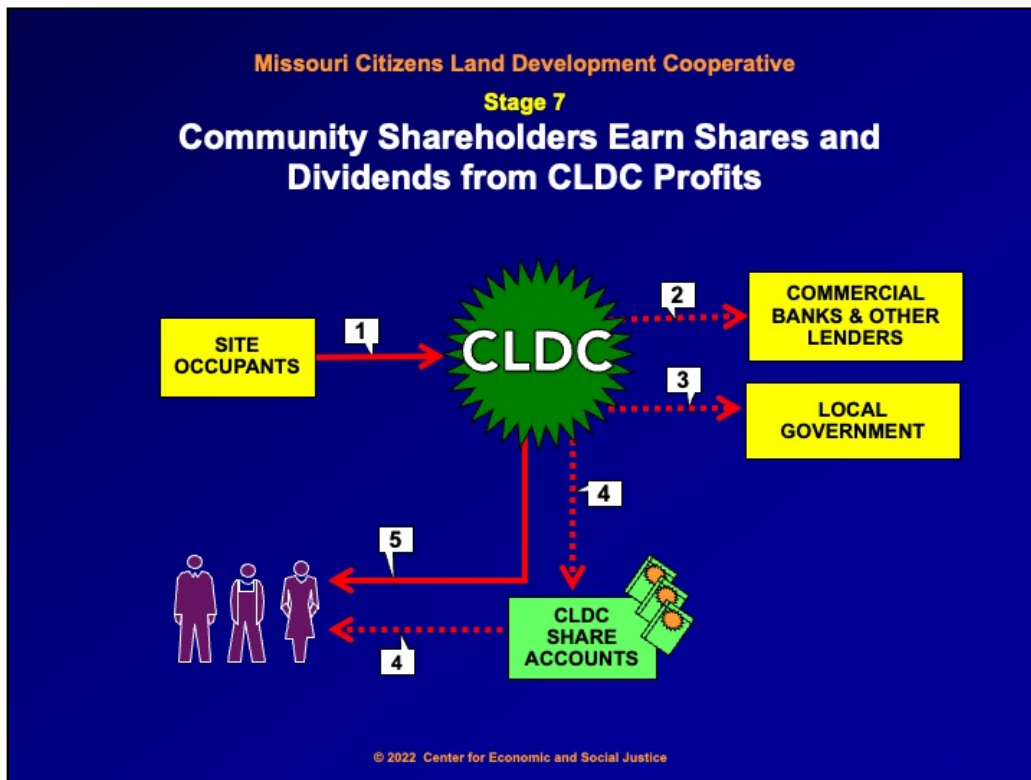 Missouri Citizens Land Development Cooperative
Stage 7
Community Shareholders Earn Shares and
Dividends from CLDC Profits
SITE
OCCUPANTS
1
CLDC
2
COMMERCIAL
BANKS & OTHER
LENDERS
3
LOCAL
GOVERNMENT
4
5
CLDC
SHARE
ACCOUNTS
4
© 2022 Center for Economic and Social Justice